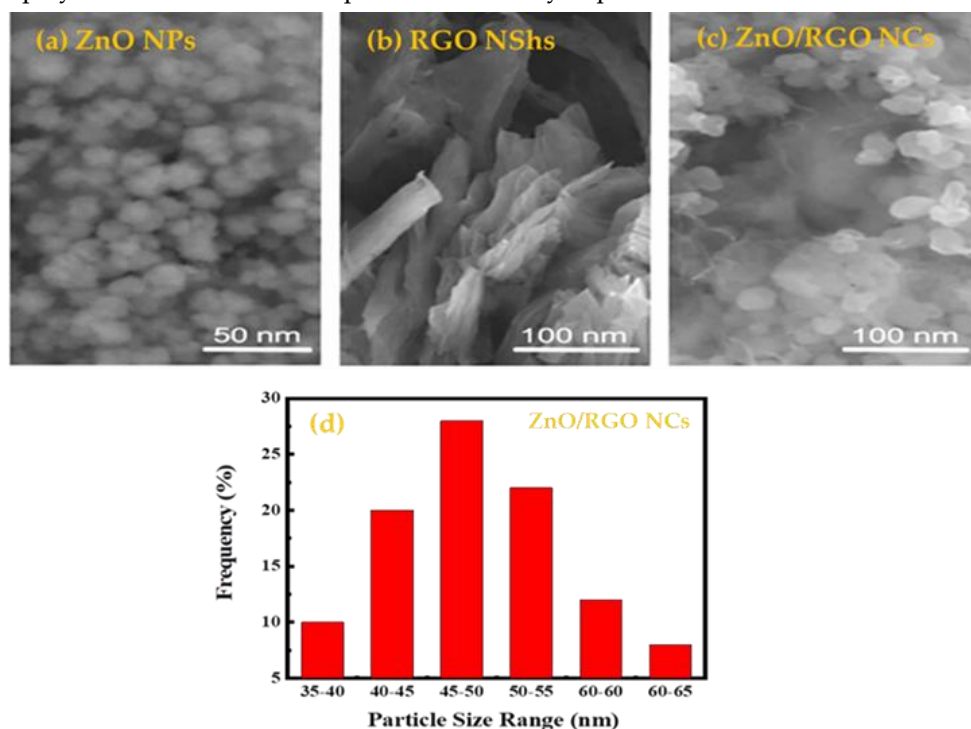 (a) ZnO NPs
(b) RGO NShs
(c) ZnO/RGO NCs
50 nm
100 nm
100 nm
(d)
ZnO/RGO NCs
30
25
20
15
10
5
Frequency (%)
35-40
40-45
45-50
50-55
60-60
60-65
Particle Size Range (nm)